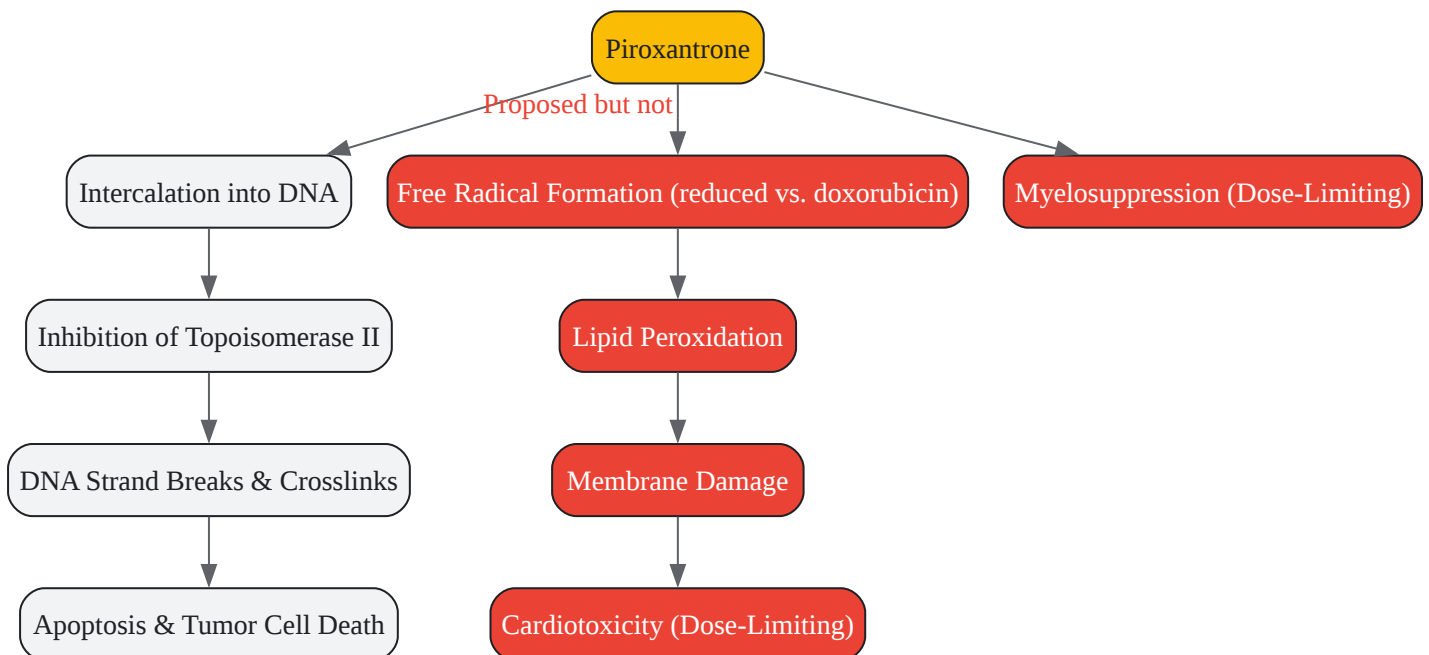 Piroxantrone
Proposed but not
Intercalation into DNA
Free Radical Formation (reduced vs. doxorubicin)
Myelosuppression (Dose-Limiting)
Inhibition of Topoisomerase II
Lipid Peroxidation
DNA Strand Breaks & Crosslinks
Membrane Damage
Apoptosis & Tumor Cell Death
Cardiotoxicity (Dose-Limiting)